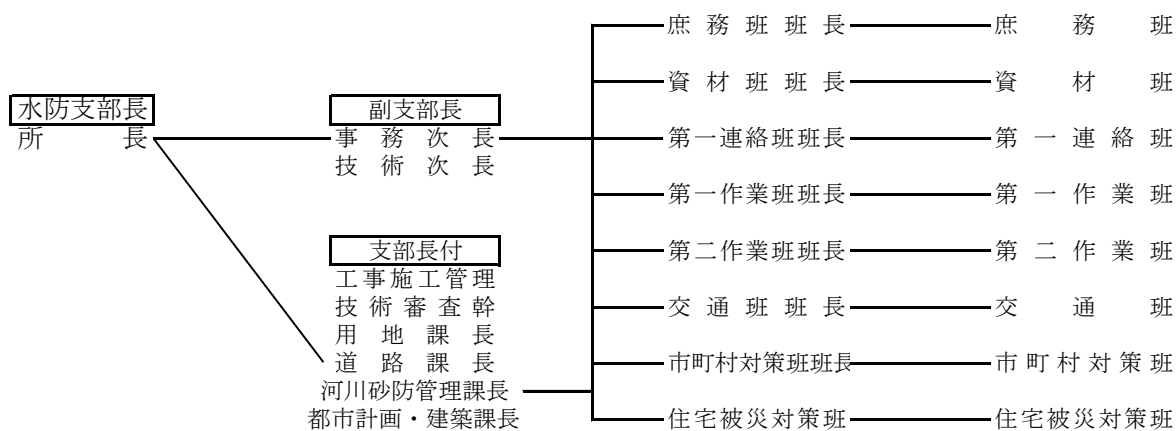 庶務班班長 庶務班
資材班班長 資材班
水防支部長 副支部長
所長 事務次長 第一連絡班班長 第一連絡班
技術次長
第一作業班班長 第一作業班
支部長付 第二作業班班長 第二作業班
工事施工管理
技術審査幹 交通班班長 交通班
用地課長
道路課長 市町村対策班班長 市町村対策班
河川砂防管理課長
都市計画・建築課長 住宅被災対策班 住宅被災対策班